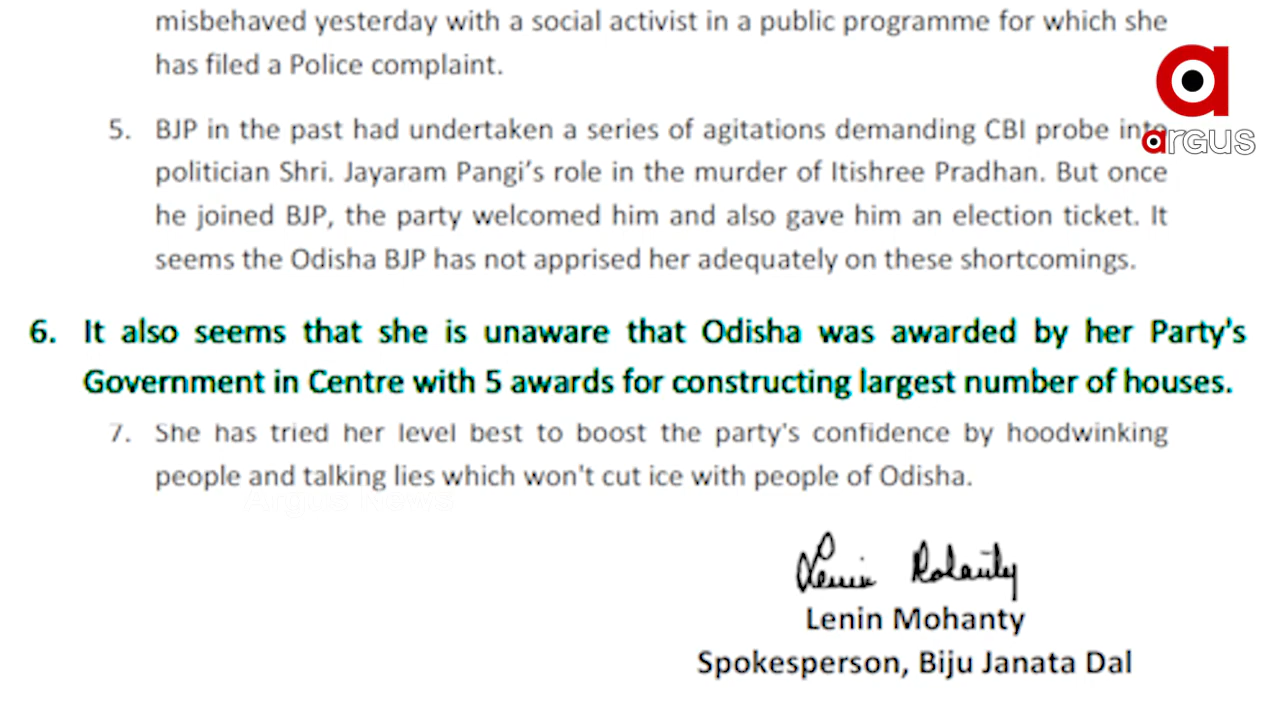 misbehaved yesterday with a social activist in a public programme for which she
has filed a Police complaint.
argus
5. BJP in the past had undertaken a series of agitations demanding CBI probe into
politician Shri. Jayaram Pangi's role in the murder of Itishree Pradhan. But once
he joined BJP, the party welcomed him and also gave him an election ticket. It
seems the Odisha BJP has not apprised her adequately on these shortcomings.
6. It also seems that she is unaware that Odisha was awarded by her Party's
Government in Centre with 5 awards for constructing largest number of houses.
7. She has tried her level best to boost the party's confidence by hoodwinking
people and talking lies which won't cut ice with people of Odisha.
Argus News
Lenin Mohanty
Lenin Mohanty
Spokesperson, Biju Janata Dal